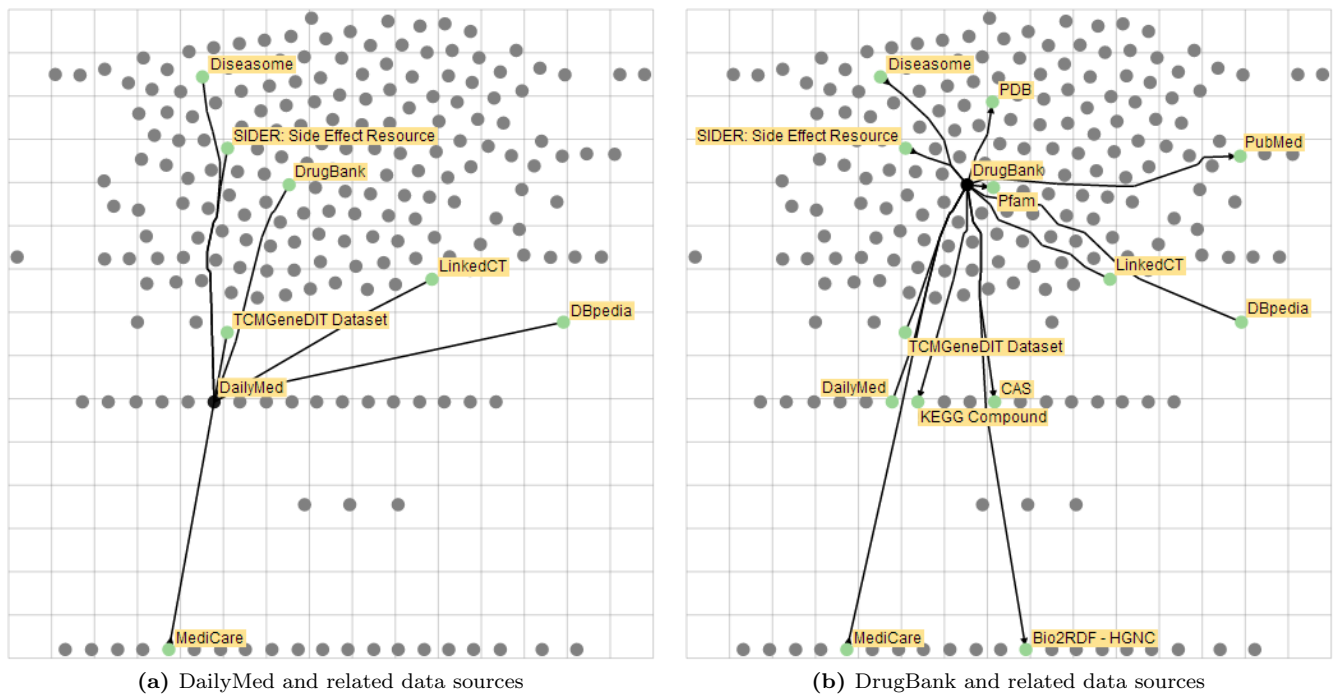 Diseasome
SIDER: Side Effect Resource
DrugBank
LinkedCT
DBpedia
TCMGeneDIT Dataset
DailyMed
MediCare
(a) DailyMed and related data sources
Diseasome
PDB
SIDER: Side Effect Resource
PubMed
DrugBank
Pfam
LinkedCT
DBpedia
TCMGeneDIT Dataset
DailyMed
CAS
KEGG Compound
MediCare
Bio2RDF - HGNC
(b) DrugBank and related data sources